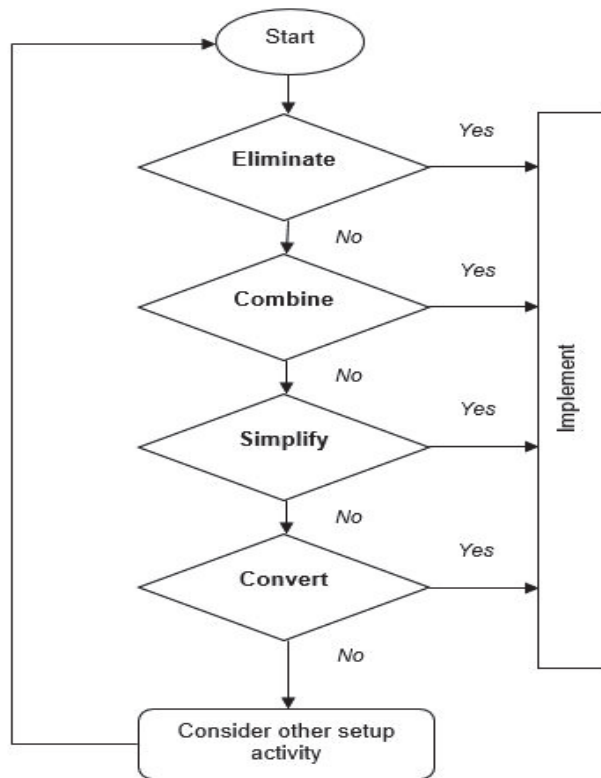 Start
Eliminate
Yes
No
Combine
Yes
No
Simplify
Yes
No
Convert
Yes
No
Consider other setup
activity
Implement